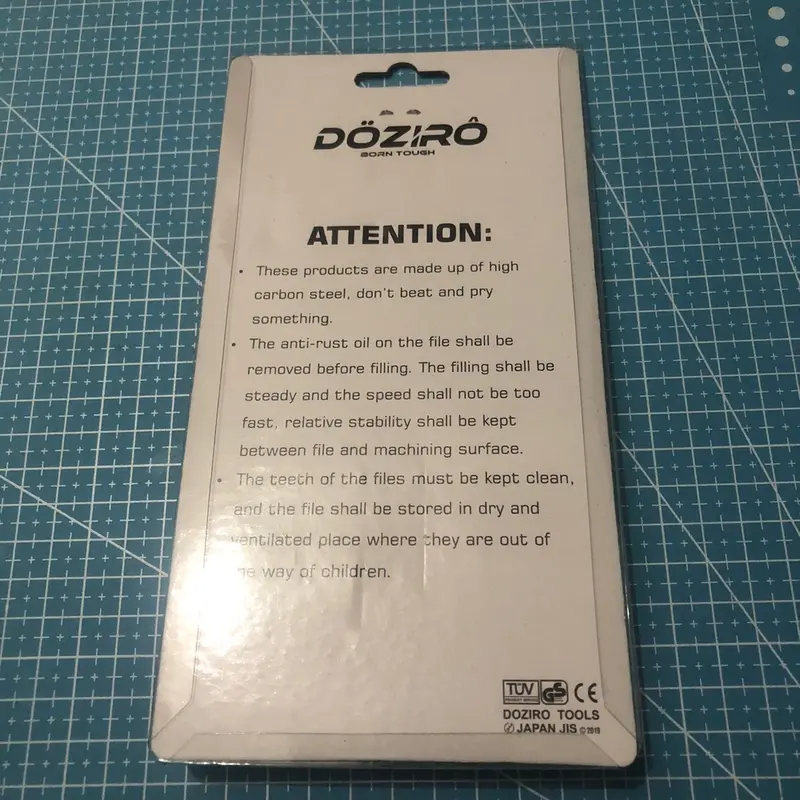 DÖZIRÔ
BORN TOUGH
ATTENTION:
• These products are made up of high
carbon steel, don't beat and pry
something.
• The anti-rust oil on the file shall be
removed before filling. The filling shall be
steady and the speed shall not be too
fast, relative stability shall be kept
between file and machining surface.
• The teeth of the files must be kept clean,
and the file shall be stored in dry and
ventilated place where they are out of
the way of children.
TÜV GS CE
PRODUCT SERVICE
DOZIRO TOOLS
JAPAN JIS © 2019